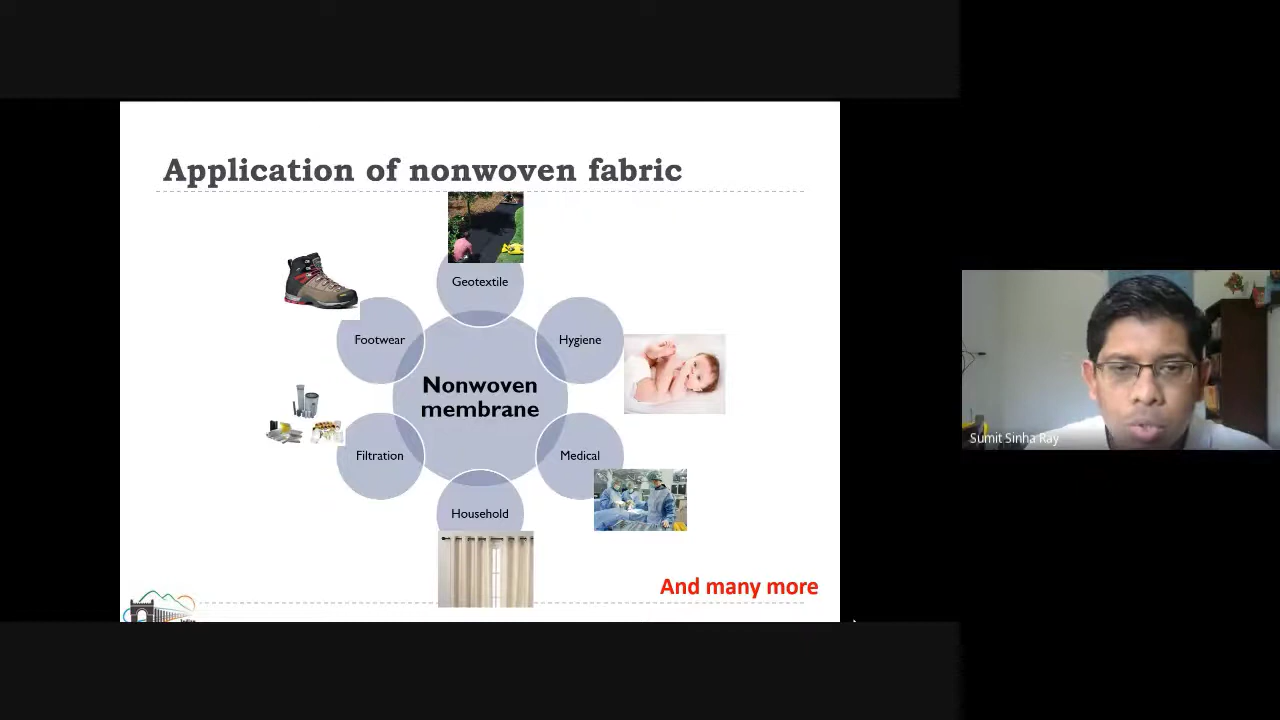 Application of nonwoven fabric
Geotextile
Footwear
Hygiene
Nonwoven
membrane
Filtration
Medical
Household
And many more
Sumit Sinha Ray